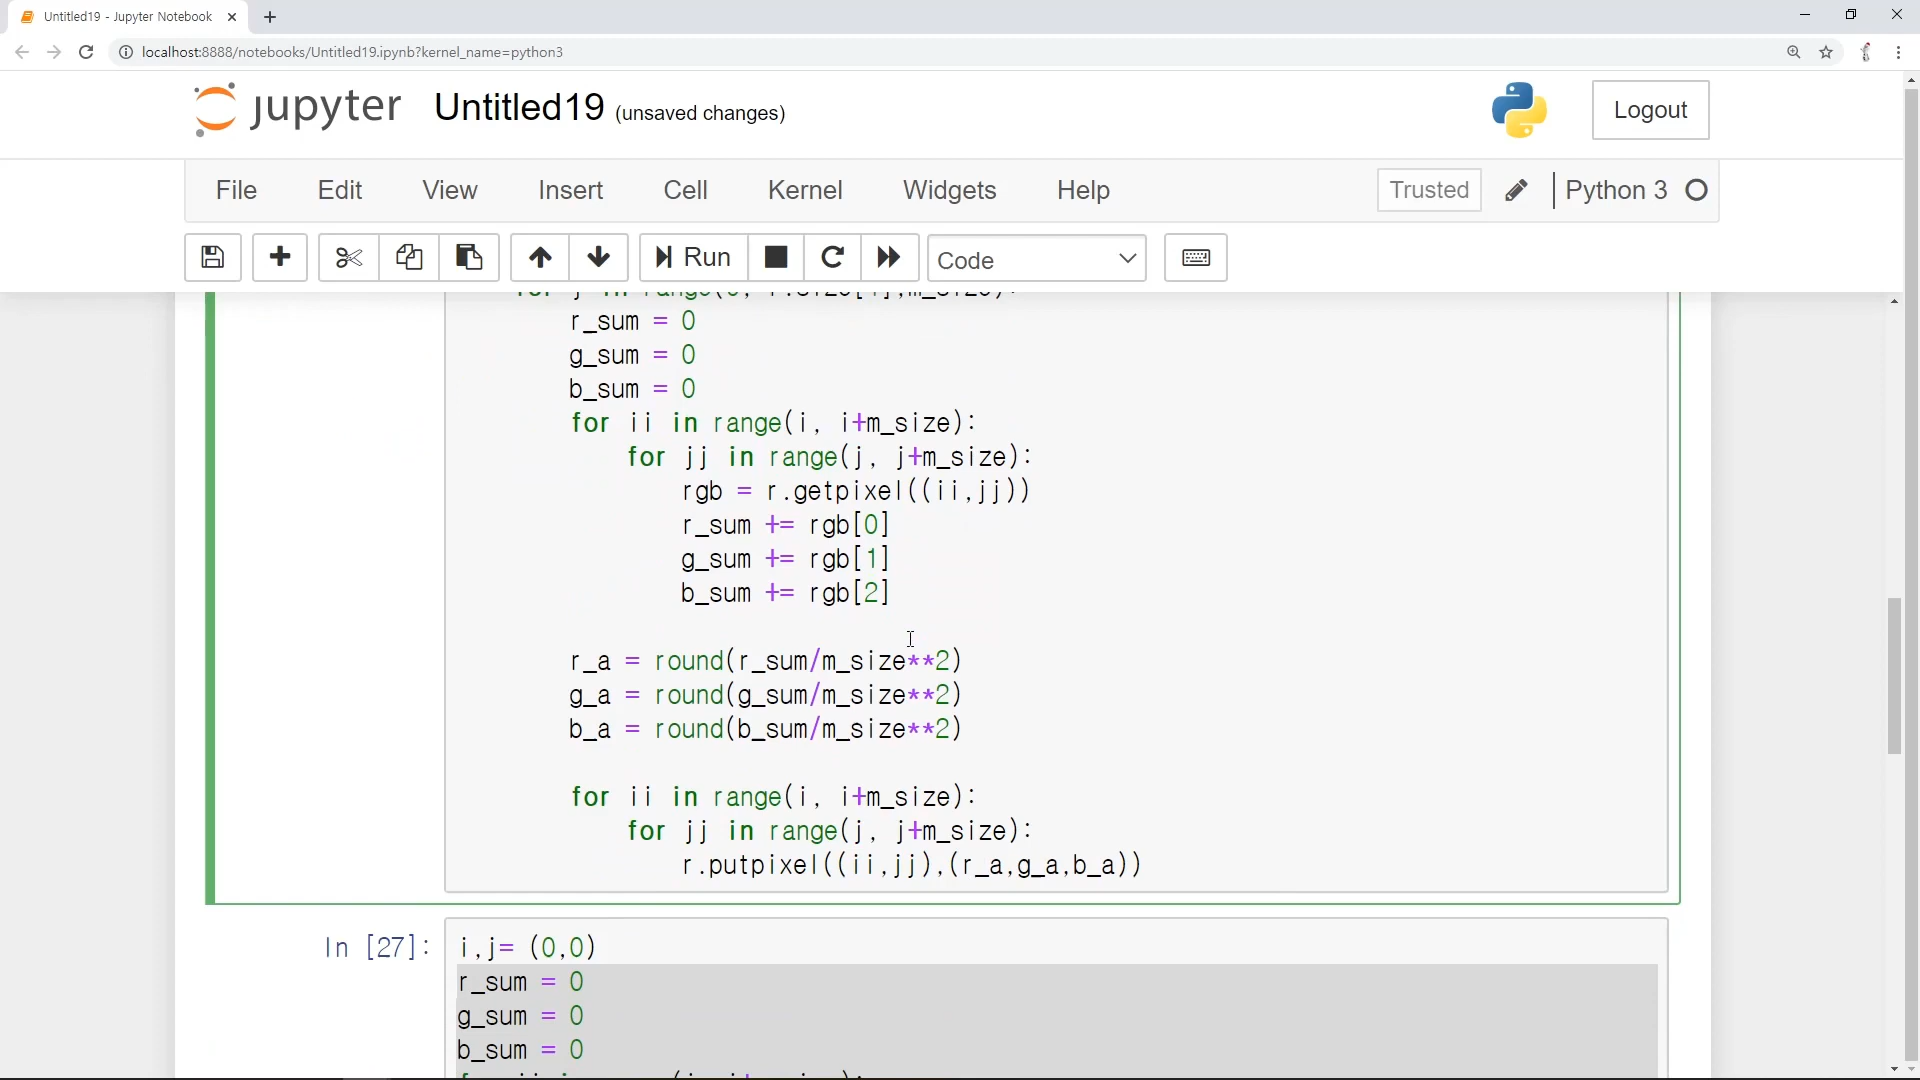 Untitled19 - Jupyter Notebook
localhost:8888/notebooks/Untitled19.ipynb?kernel_name=python3
jupyter Untitled19 (unsaved changes)
Logout
File Edit View Insert Cell Kernel Widgets Help Trusted Python 3
Run Code
r_sum = 0
g_sum = 0
b_sum = 0
for ii in range(i, i+m_size):
for jj in range(j, j+m_size):
rgb = r.getpixel((ii,jj))
r_sum += rgb[0]
g_sum += rgb[1]
b_sum += rgb[2]
r_a = round(r_sum/m_size**2)
g_a = round(g_sum/m_size**2)
b_a = round(b_sum/m_size**2)
for ii in range(i, i+m_size):
for jj in range(j, j+m_size):
r.putpixel((ii,jj),(r_a,g_a,b_a))
In [27]: i,j= (0,0)
r_sum = 0
g_sum = 0
b_sum = 0